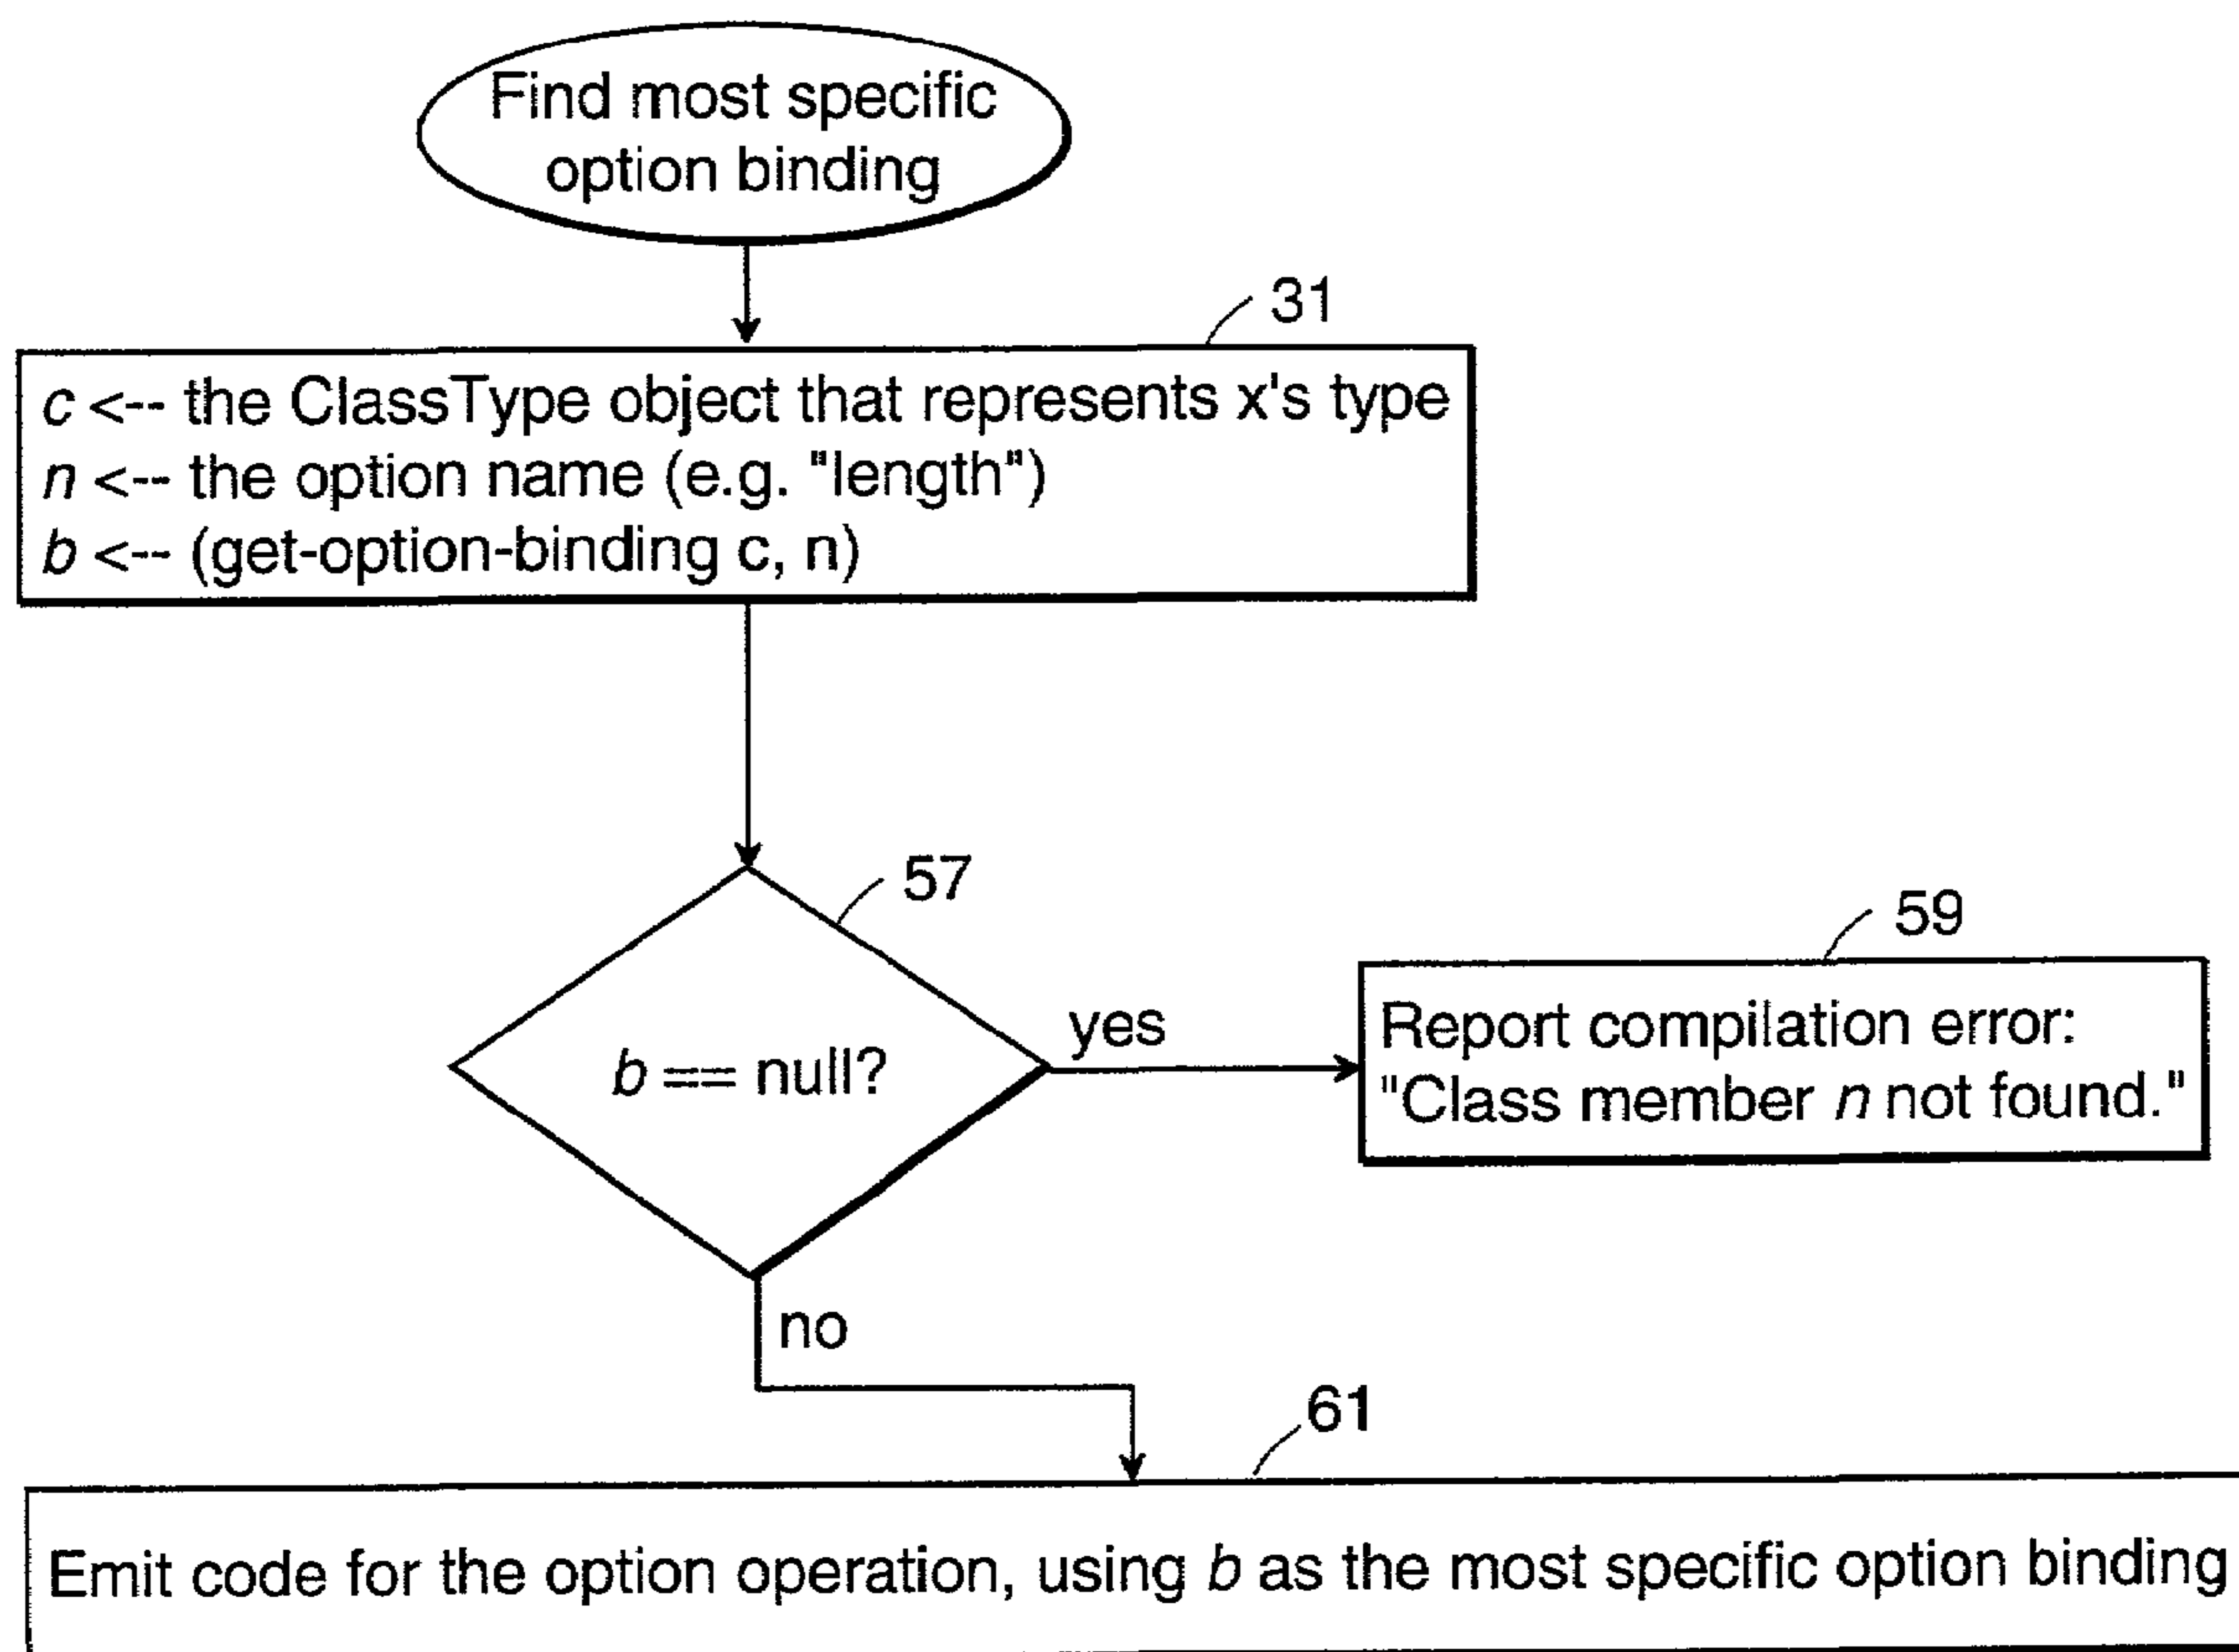 Find most specific
option binding
31
c <-- the ClassType object that represents x's type
n <-- the option name (e.g. "length")
b <-- (get-option-binding c, n)
57
59
b == null?
yes
Report compilation error:
"Class member n not found."
no
61
Emit code for the option operation, using b as the most specific option binding